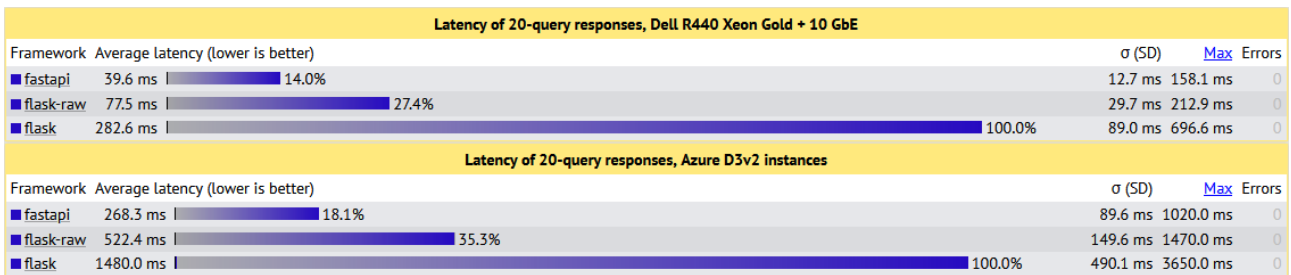 Latency of 20-query responses, Dell R440 Xeon Gold + 10 GbE
Framework Average latency (lower is better) σ (SD) Max Errors
fastapi 39.6 ms 14.0% 12.7 ms 158.1 ms 0
flask-raw 77.5 ms 27.4% 29.7 ms 212.9 ms 0
flask 282.6 ms 100.0% 89.0 ms 696.6 ms 0
Latency of 20-query responses, Azure D3v2 instances
Framework Average latency (lower is better) σ (SD) Max Errors
fastapi 268.3 ms 18.1% 89.6 ms 1020.0 ms 0
flask-raw 522.4 ms 35.3% 149.6 ms 1470.0 ms 0
flask 1480.0 ms 100.0% 490.1 ms 3650.0 ms 0